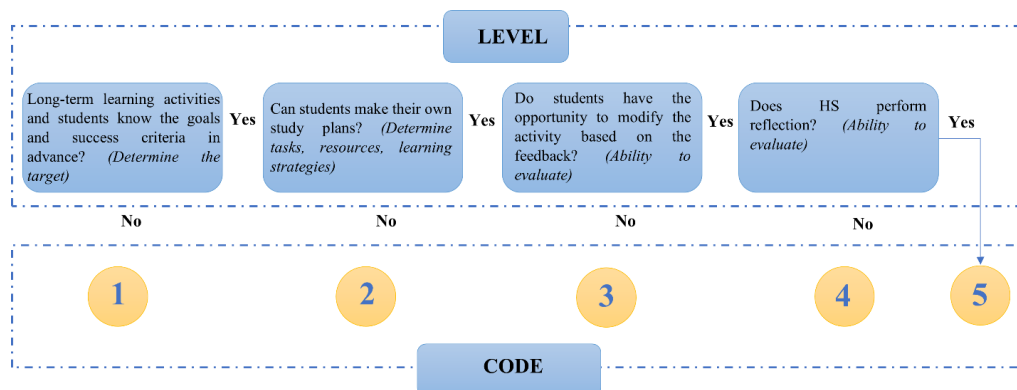 LEVEL
Long-term learning activities
and students know the goals
and success criteria in
advance? (Determine the
target)
Yes
Can students make their own
study plans? (Determine
tasks, resources, learning
strategies)
Yes
Do students have the
opportunity to modify the
activity based on the
feedback? (Ability to
evaluate)
Yes
Does HS perform
reflection? (Ability to
evaluate)
Yes
No
No
No
No
1
2
3
4
5
CODE